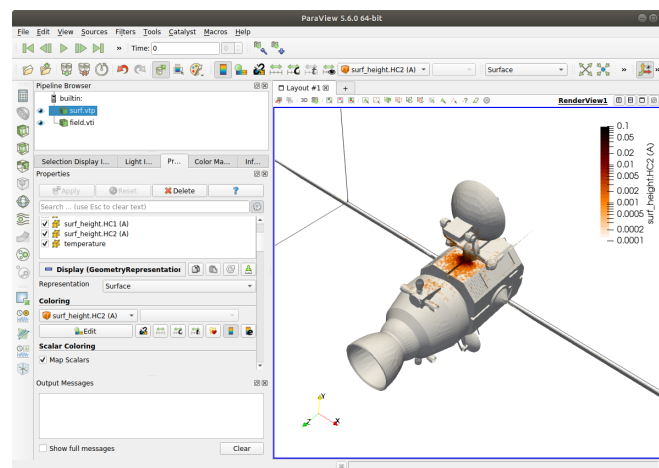 ParaView 5.6.0 64-bit
File Edit View Sources Filters Tools Catalyst Macros Help
» Time: 0 0
surf_height.HC2 (A) Surface »
Pipeline Browser
builtin:
surf.vtp
field.vti
Layout #1 +
3D RenderView1
Selection Display I... Light I... Pr... Color Ma... Inf...
Properties
Apply Reset Delete ?
Search ... (use Esc to clear text)
surf_height.HC1 (A)
surf_height.HC2 (A)
temperature
Display (GeometryRepresentation
Representation Surface
Coloring
surf_height.HC2 (A)
Edit
Scalar Coloring
Map Scalars
Output Messages
Show full messages Clear
0.1
0.05
0.02
0.01
0.005
0.002
0.001
0.0005
0.0002
0.0001
surf_height.HC2 (A)
Y
Z X